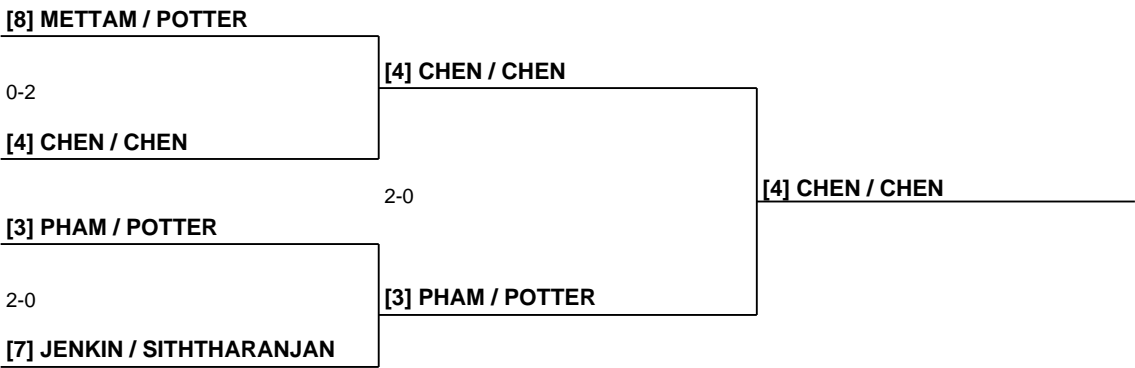 [8] METTAM / POTTER
[4] CHEN / CHEN
0-2
[4] CHEN / CHEN
2-0
[4] CHEN / CHEN
[3] PHAM / POTTER
2-0
[3] PHAM / POTTER
[7] JENKIN / SITHTHARANJAN